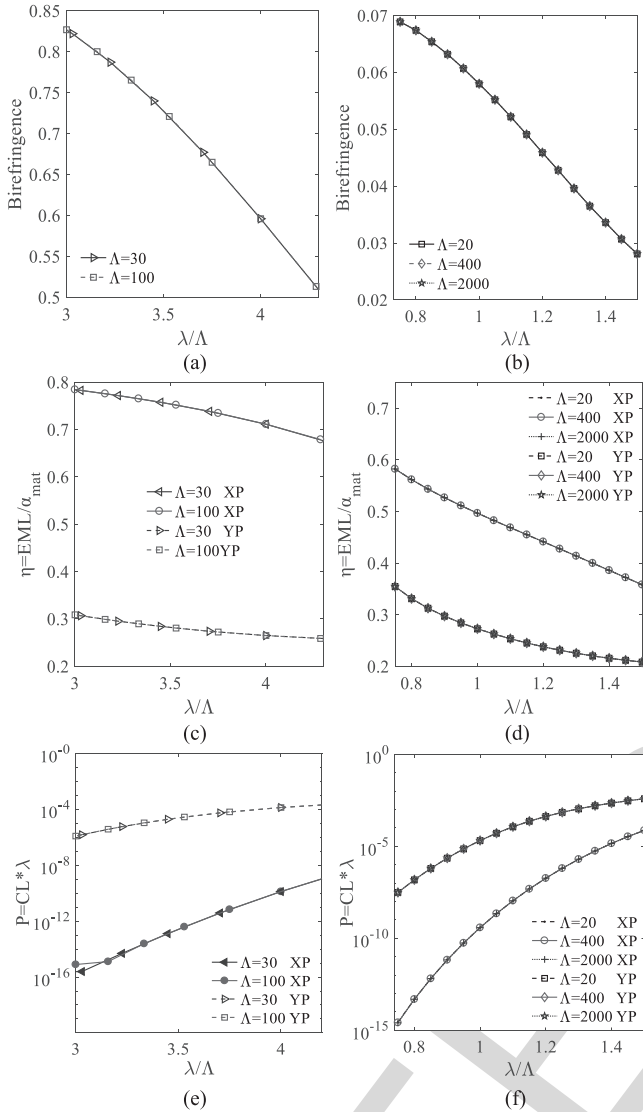 0.85
0.8
0.75
0.7
0.65
0.6
0.55
0.5
Birefringence
Λ=30
Λ=100
3 3.5 4
λ/Λ
(a)
0.07
0.06
0.05
0.04
0.03
0.02
Birefringence
Λ=20
Λ=400
Λ=2000
0.8 1 1.2 1.4
λ/Λ
(b)
0.8
0.7
0.6
0.5
0.4
0.3
0.2
η=EML/α_mat
Λ=30 XP
Λ=100 XP
Λ=30 YP
Λ=100YP
3 3.5 4
λ/Λ
(c)
0.7
0.6
0.5
0.4
0.3
0.2
η=EML/α_mat
Λ=20 XP
Λ=400 XP
Λ=2000 XP
Λ=20 YP
Λ=400 YP
Λ=2000 YP
0.8 1 1.2 1.4
λ/Λ
(d)
10^-0
10^-4
10^-8
10^-12
10^-16
P=CL*λ
Λ=30 XP
Λ=100 XP
Λ=30 YP
Λ=100 YP
3 3.5 4
λ/Λ
(e)
10^0
10^-5
10^-10
10^-15
P=CL*λ
Λ=20 XP
Λ=400 XP
Λ=2000 XP
Λ=20 YP
Λ=400 YP
Λ=2000 YP
0.8 1 1.2 1.4
λ/Λ
(f)